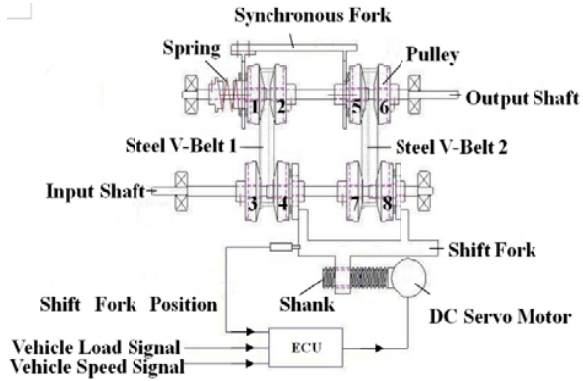 Synchronous Fork
Spring
Pulley
1 2 5 6
Output Shaft
Steel V-Belt 1
Steel V-Belt 2
Input Shaft
3 4 7 8
Shift Fork
Shift Fork Position
Shank
DC Servo Motor
Vehicle Load Signal
ECU
Vehicle Speed Signal